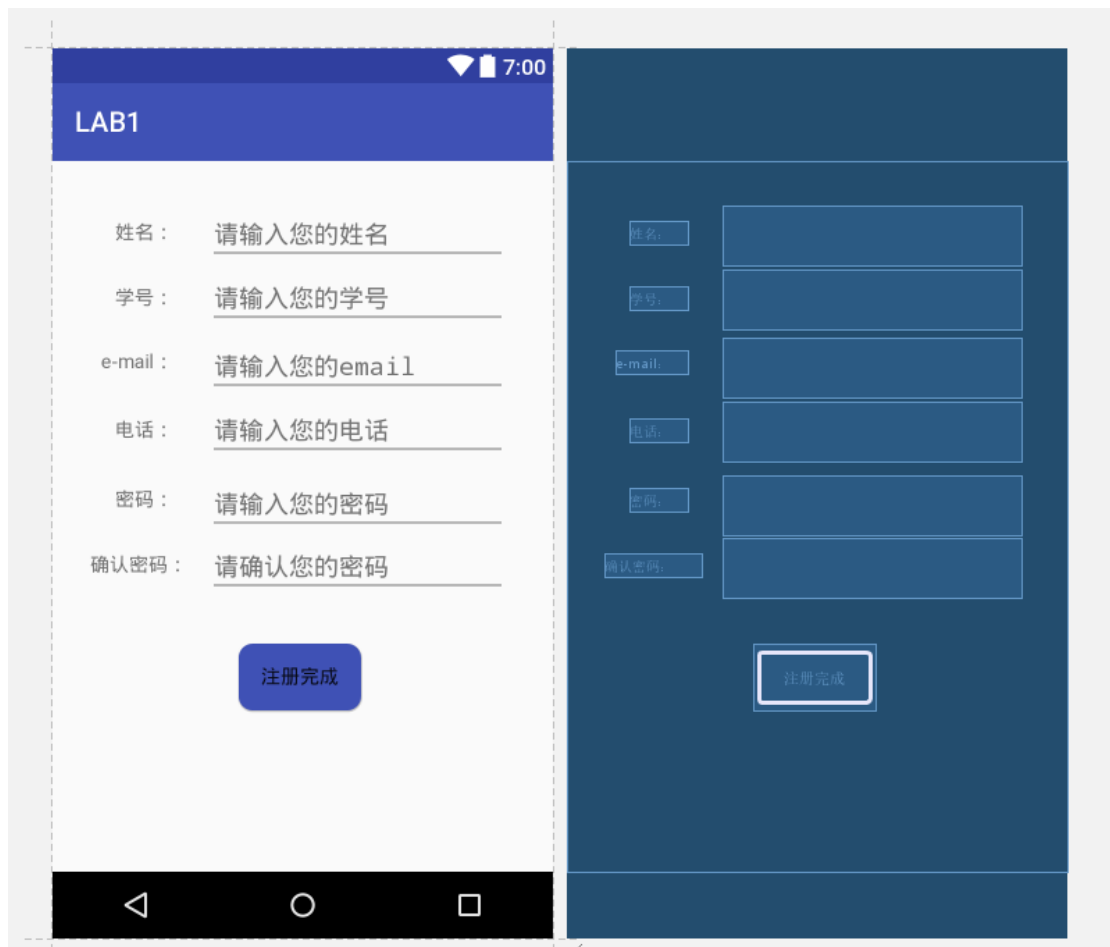 7:00
LAB1
姓名：
请输入您的姓名
学号：
请输入您的学号
e-mail：
请输入您的email
电话：
请输入您的电话
密码：
请输入您的密码
确认密码：
请确认您的密码
注册完成
姓名：
学号：
e-mail：
电话：
密码：
确认密码：
注册完成